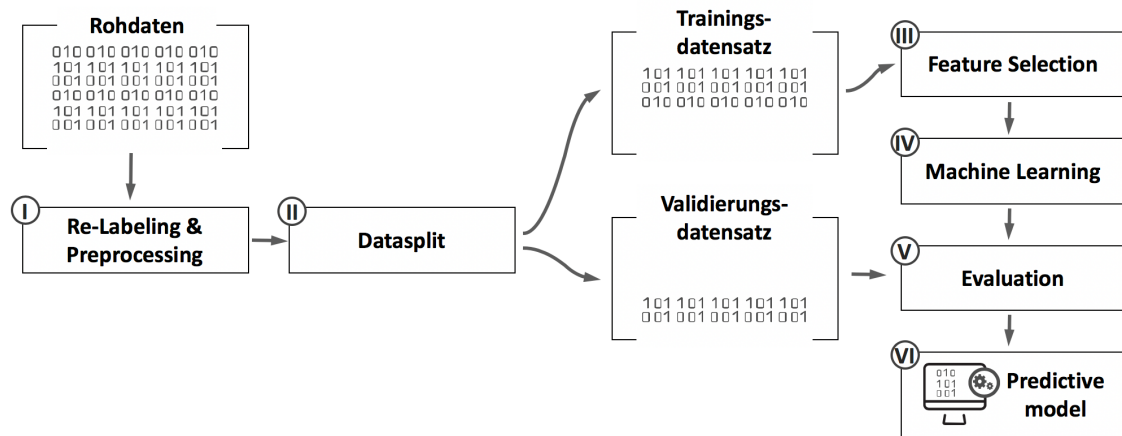 Rohdaten
010 010 010 010 010
101 101 101 101 101
001 001 001 001 001
010 010 010 010 010
101 101 101 101 101
001 001 001 001 001
I
Re-Labeling &
Preprocessing
II
Datasplit
Trainings-
datensatz
101 101 101 101 101
001 001 001 001 001
010 010 010 010 010
Validierungs-
datensatz
101 101 101 101 101
001 001 001 001 001
III
Feature Selection
IV
Machine Learning
V
Evaluation
VI
010
101
001
Predictive
model